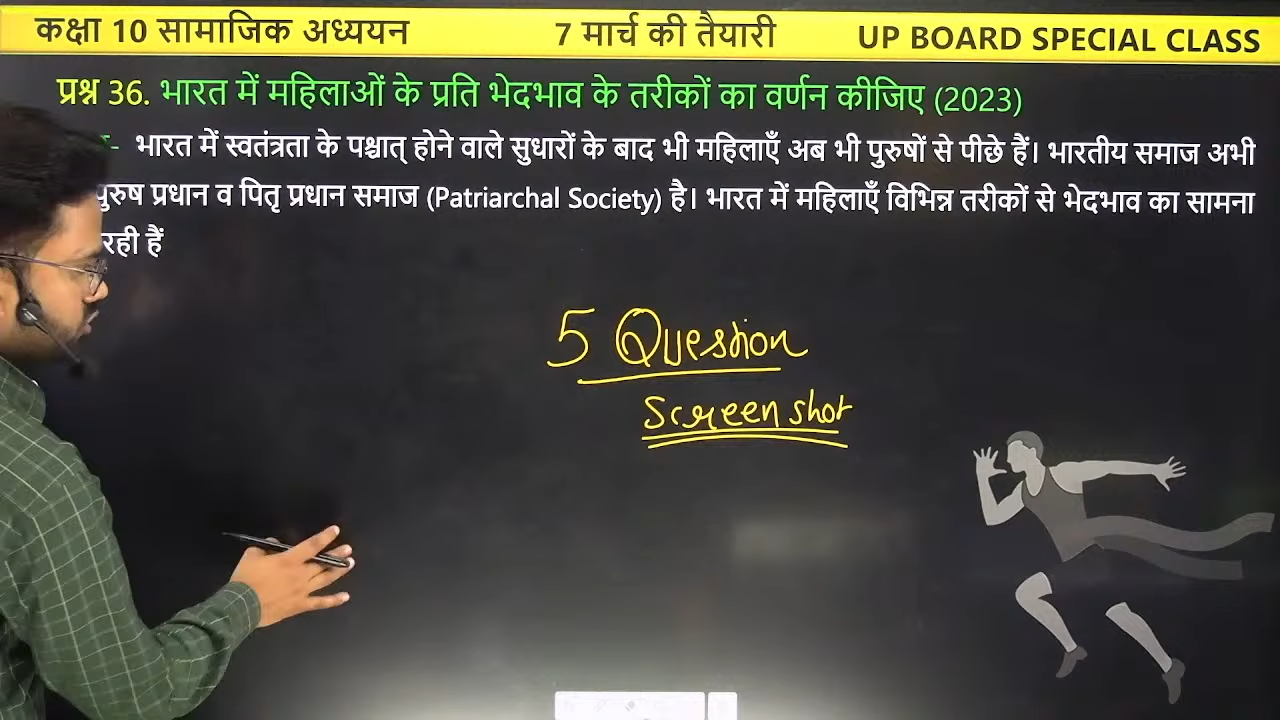 कक्षा 10 सामाजिक अध्ययन 7 मार्च की तैयारी UP BOARD SPECIAL CLASS
प्रश्न 36. भारत में महिलाओं के प्रति भेदभाव के तरीकों का वर्णन कीजिए (2023)
- भारत में स्वतंत्रता के पश्चात् होने वाले सुधारों के बाद भी महिलाएँ अब भी पुरुषों से पीछे हैं। भारतीय समाज अभी
पुरुष प्रधान व पितृ प्रधान समाज (Patriarchal Society) है। भारत में महिलाएँ विभिन्न तरीकों से भेदभाव का सामना
रही हैं
5 Question
Screen shot